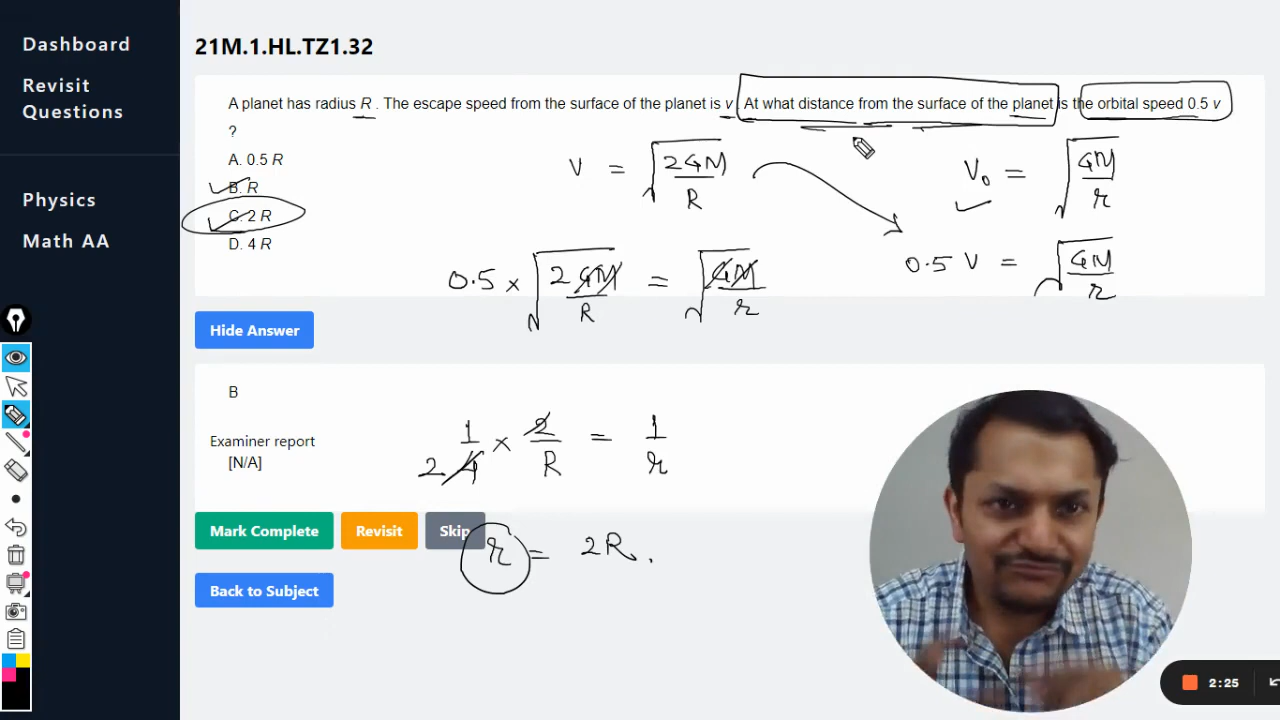 Dashboard
Revisit
Questions
Physics
Math AA
21M.1.HL.TZ1.32
A planet has radius R . The escape speed from the surface of the planet is v . At what distance from the surface of the planet is the orbital speed 0.5 v
?
A. 0.5 R
B. R
C. 2 R
D. 4 R
V = √(2GM/R)
V₀ = √(GM/r)
0.5 V = √(GM/r)
0.5 × √(2GM/R) = √(GM/r)
Hide Answer
B
Examiner report
[N/A]
1/4 2 × 2/R = 1/r
Mark Complete
Revisit
Skip
r = 2R.
Back to Subject
2:25